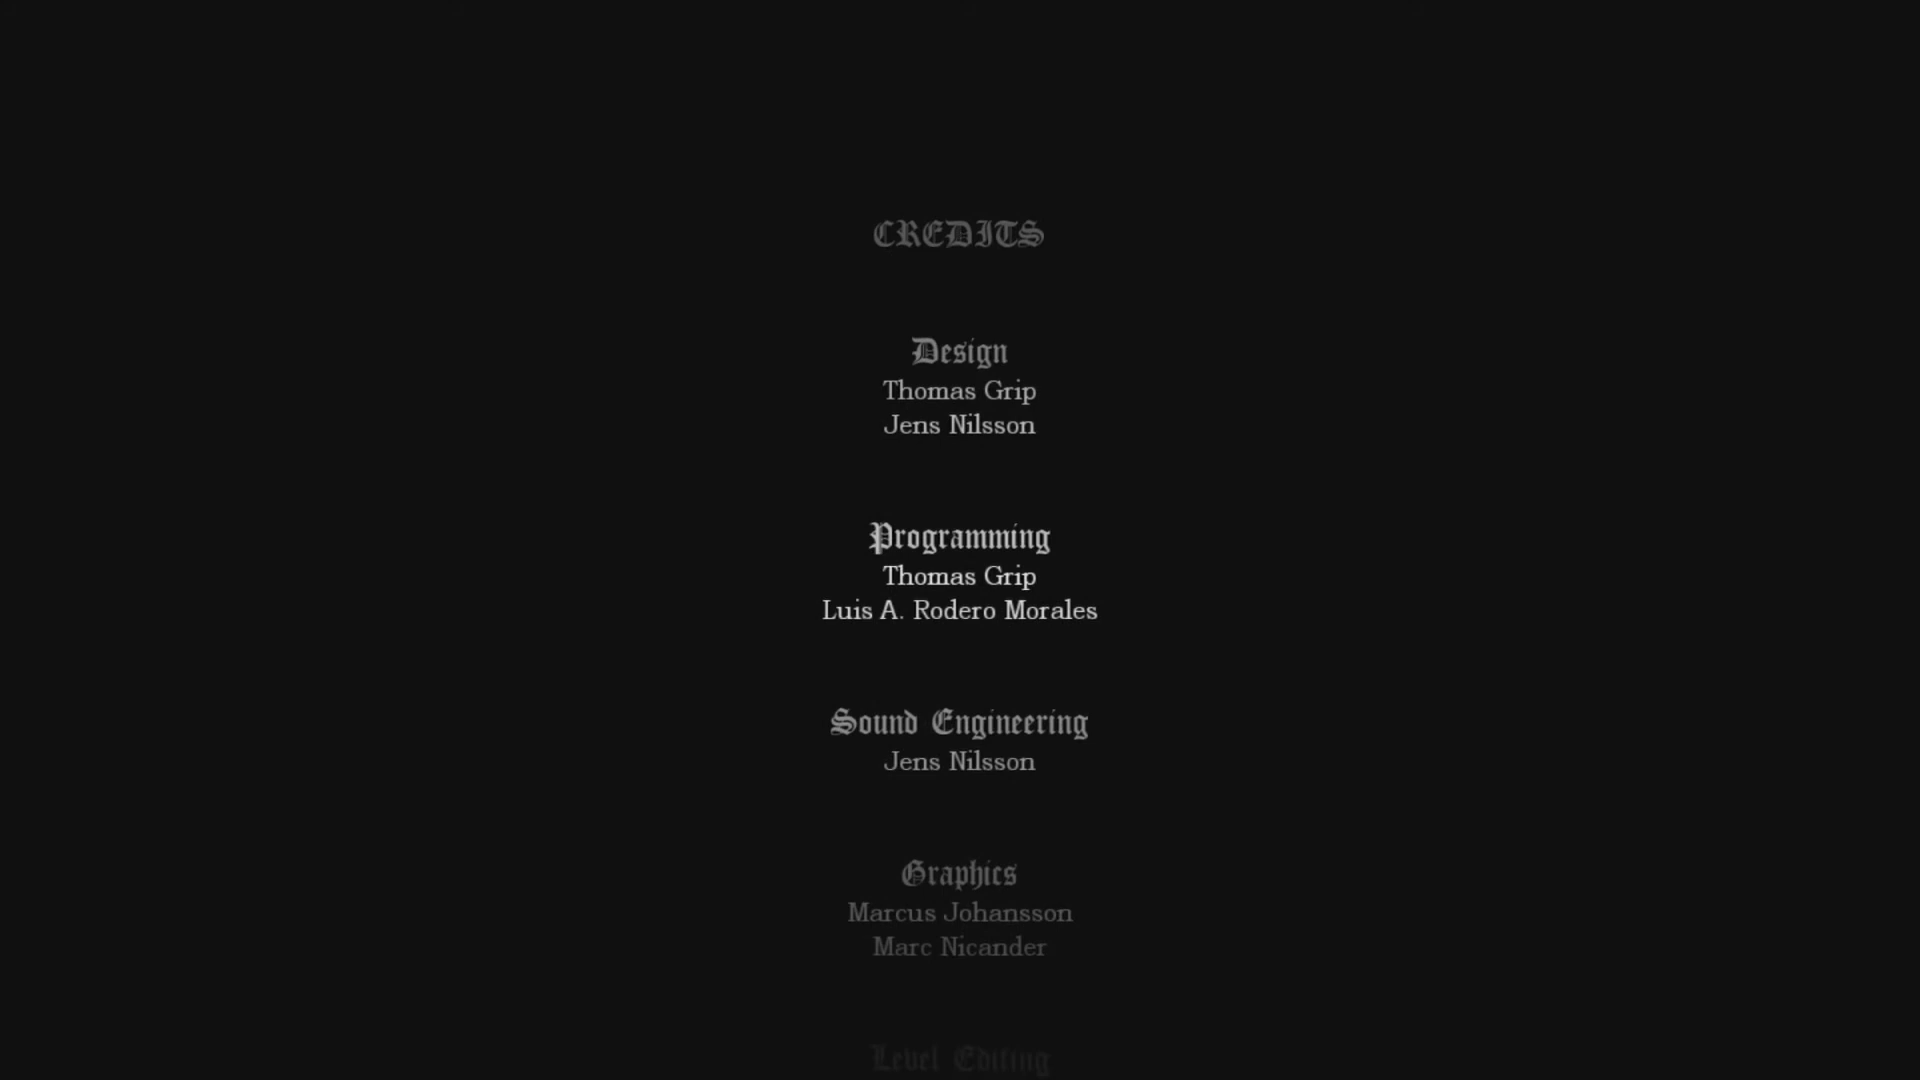 CREDITS
Design
Thomas Grip
Jens Nilsson
Programming
Thomas Grip
Luis A. Rodero Morales
Sound Engineering
Jens Nilsson
Graphics
Marcus Johansson
Marc Nicander
Level Editing